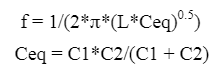 f = 1/(2*π*(L*Ceq)^0.5)
Ceq = C1*C2/(C1 + C2)